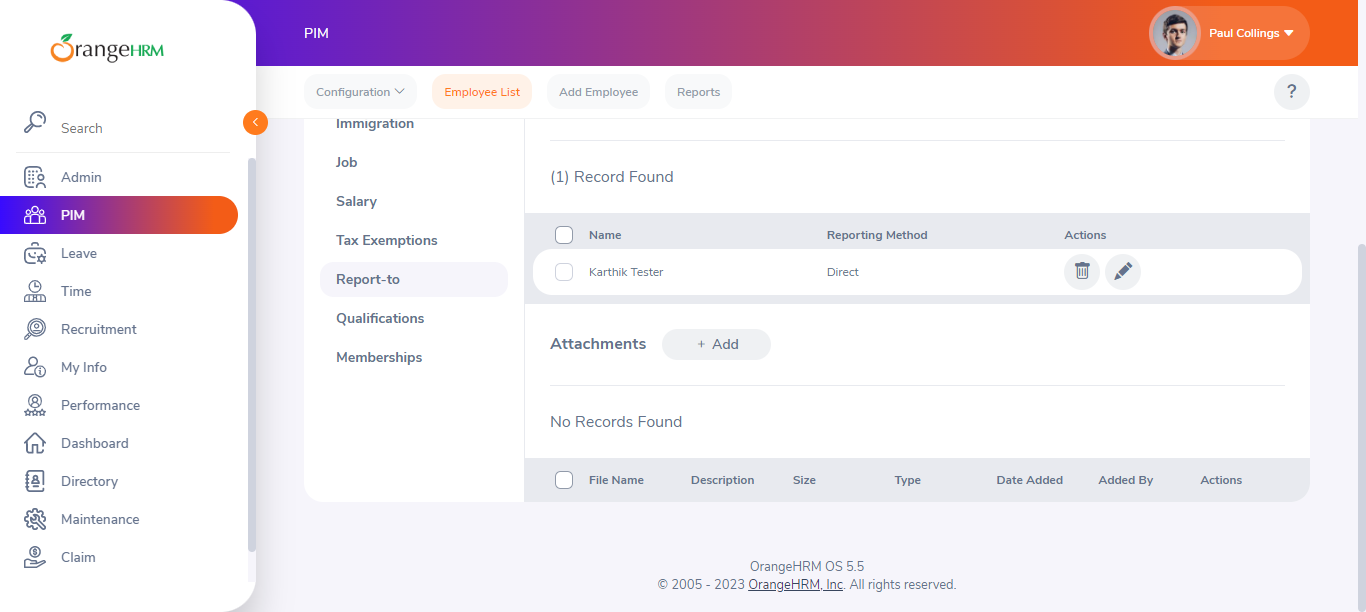 OrangeHRM
PIM
Paul Collings
Configuration
Employee List
Add Employee
Reports
?
Search
Admin
PIM
Leave
Time
Recruitment
My Info
Performance
Dashboard
Directory
Maintenance
Claim
Immigration
Job
Salary
Tax Exemptions
Report-to
Qualifications
Memberships
(1) Record Found
Name Reporting Method Actions
Karthik Tester Direct
Attachments + Add
No Records Found
File Name Description Size Type Date Added Added By Actions
OrangeHRM OS 5.5
© 2005 - 2023 OrangeHRM, Inc. All rights reserved.